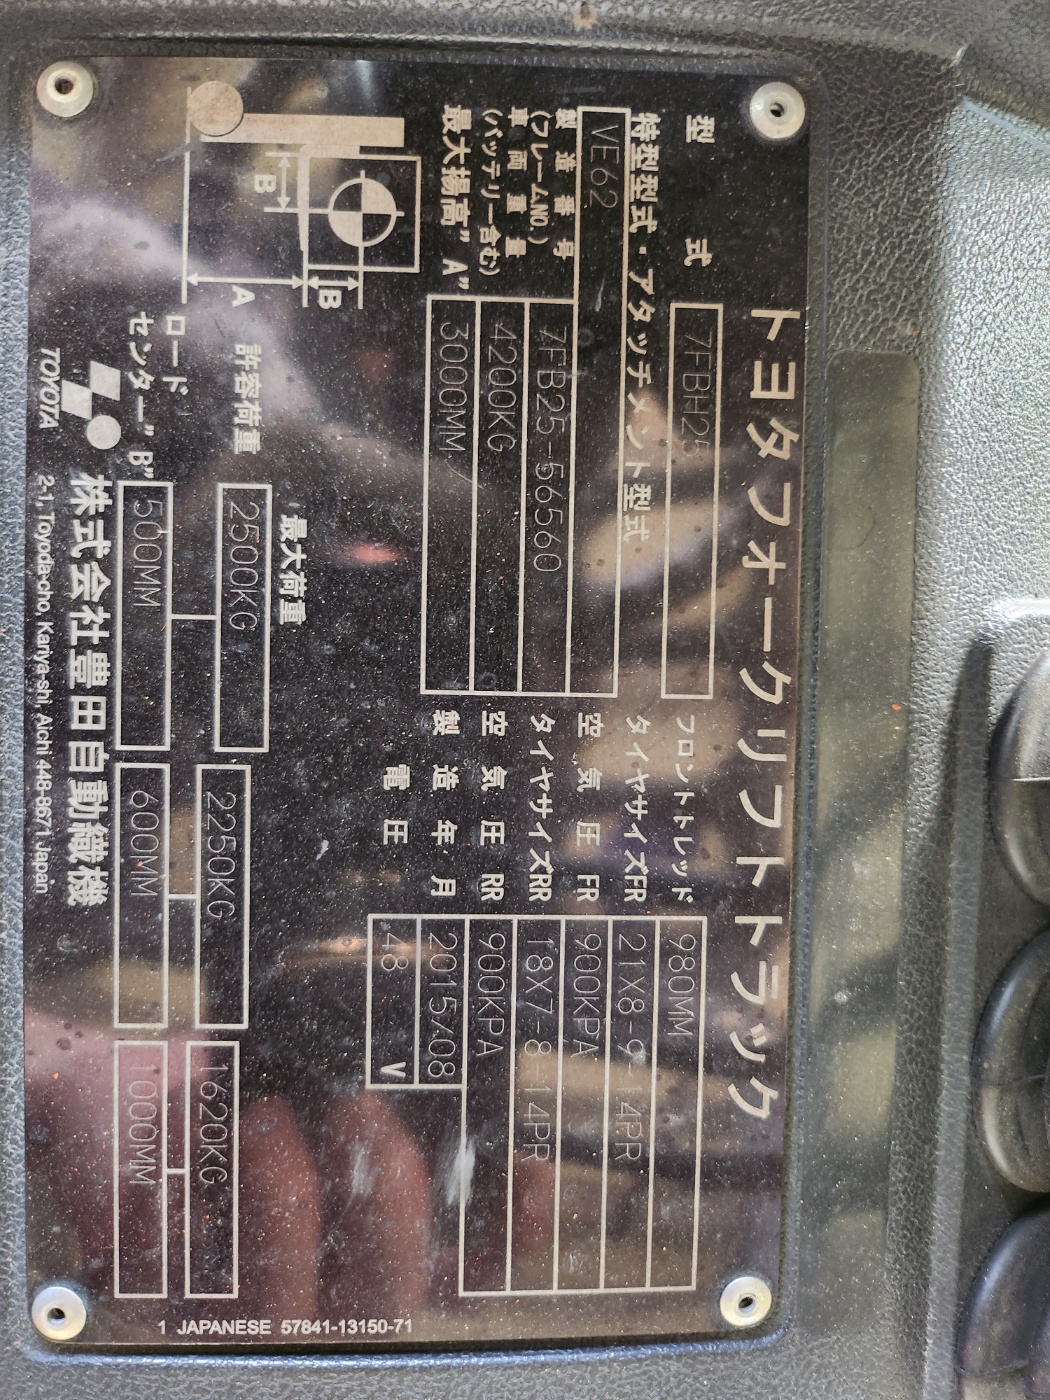 トヨタフォークリフトトラック
型 式 7FBH25
特型型式・アタッチメント型式
VE62
製造番号 (フレームNO.) 7FB25-56560
車両重量 (バッテリー含む) 4200KG
最大揚高" A" 3000MM
フロントトレッド 980MM
タイヤサイズFR 21X8-9-14PR
空気圧 FR 900KPA
タイヤサイズRR 18X7-8-14PR
空気圧 RR 900KPA
製造年月 2015/08
電圧 48 V
B
A
B
最大荷重
許容荷重 2500KG 2250KG 1620KG
ロード
センター" B" 500MM 600MM 1000MM
TOYOTA
株式会社豊田自動織機
2-1, Toyoda-cho, Kariya-shi, Aichi 448-8671 Japan
1 JAPANESE 57841-13150-71